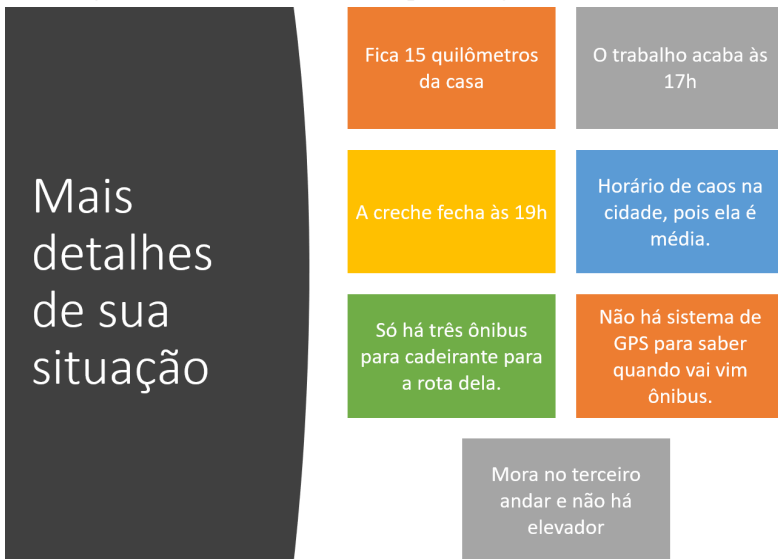 Mais
detalhes
de sua
situação
Fica 15 quilômetros
da casa
O trabalho acaba às
17h
A creche fecha às 19h
Horário de caos na
cidade, pois ela é
média.
Só há três ônibus
para cadeirante para
a rota dela.
Não há sistema de
GPS para saber
quando vai vim
ônibus.
Mora no terceiro
andar e não há
elevador